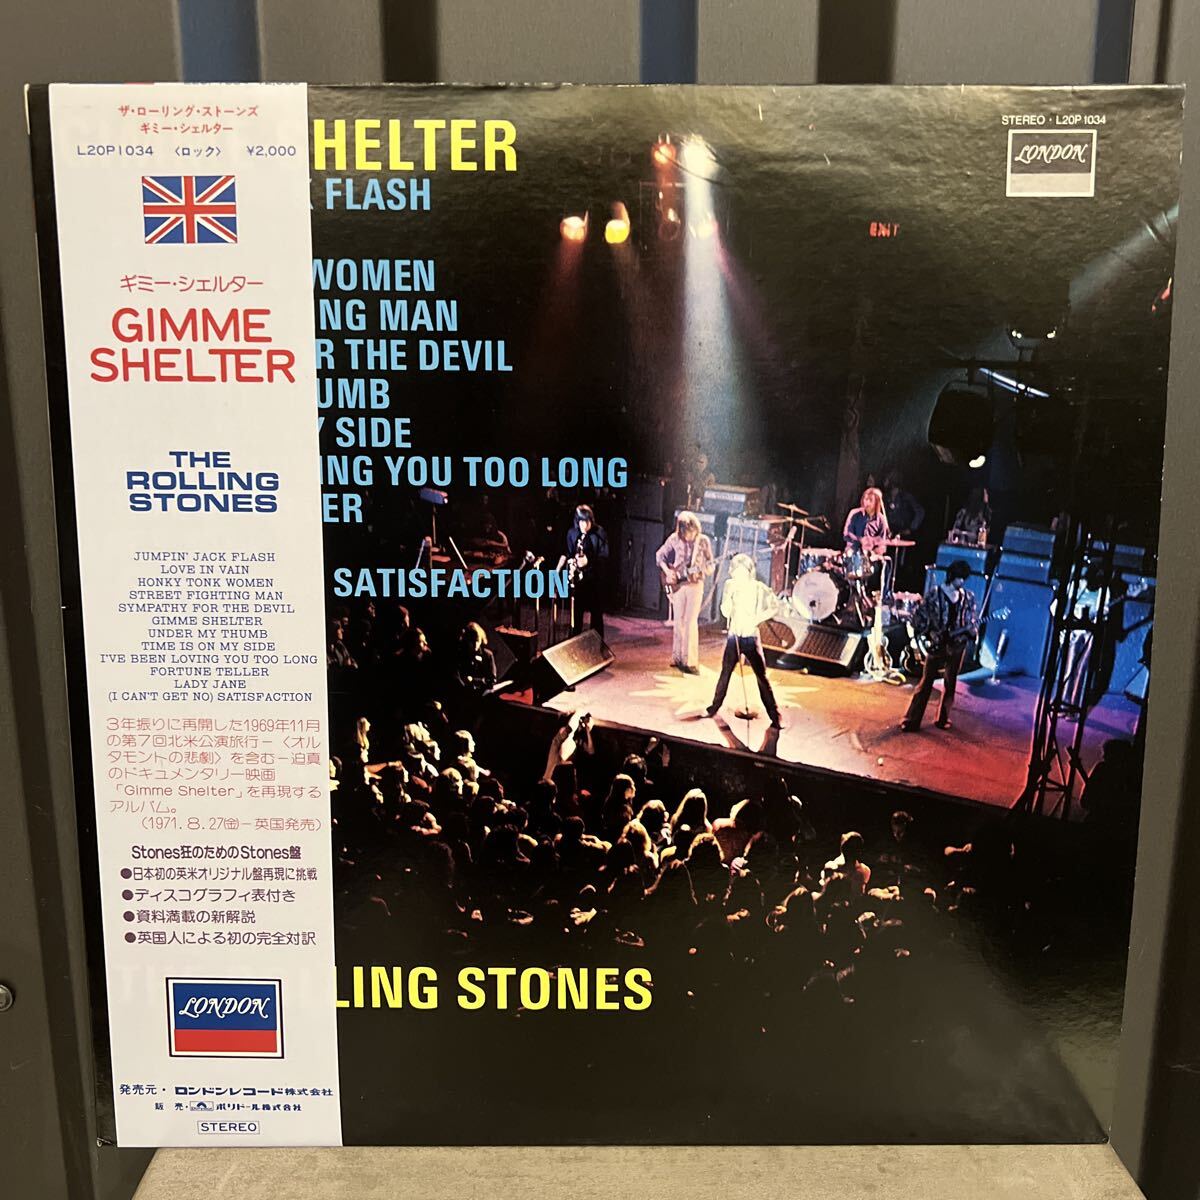 ザ・ローリング・ストーンズ
ギミー・シェルター
L20P1034 〈ロック〉 ¥2,000
ギミー・シェルター
GIMME
SHELTER
THE
ROLLING
STONES
JUMPIN' JACK FLASH
LOVE IN VAIN
HONKY TONK WOMEN
STREET FIGHTING MAN
SYMPATHY FOR THE DEVIL
GIMME SHELTER
UNDER MY THUMB
TIME IS ON MY SIDE
I'VE BEEN LOVING YOU TOO LONG
FORTUNE TELLER
LADY JANE
(I CAN'T GET NO) SATISFACTION
3年振りに再開した1969年11月
の第7回北米公演旅行－〈オル
タモントの悲劇〉を含む－迫真
のドキュメンタリー映画
「Gimme Shelter」を再現する
アルバム。
(1971.8.27㊎－英国発売)
Stones狂のためのStones盤
●日本初の英米オリジナル盤再現に挑戦
●ディスコグラフィ表付き
●資料満載の新解説
●英国人による初の完全対訳
LONDON
発売元・ロンドンレコード株式会社
販売・ポリドール株式会社
STEREO
HELTER
K FLASH
WOMEN
ING MAN
R THE DEVIL
UMB
Y SIDE
ING YOU TOO LONG
ER
SATISFACTION
LING STONES
STEREO・L20P1034
LONDON
EXIT